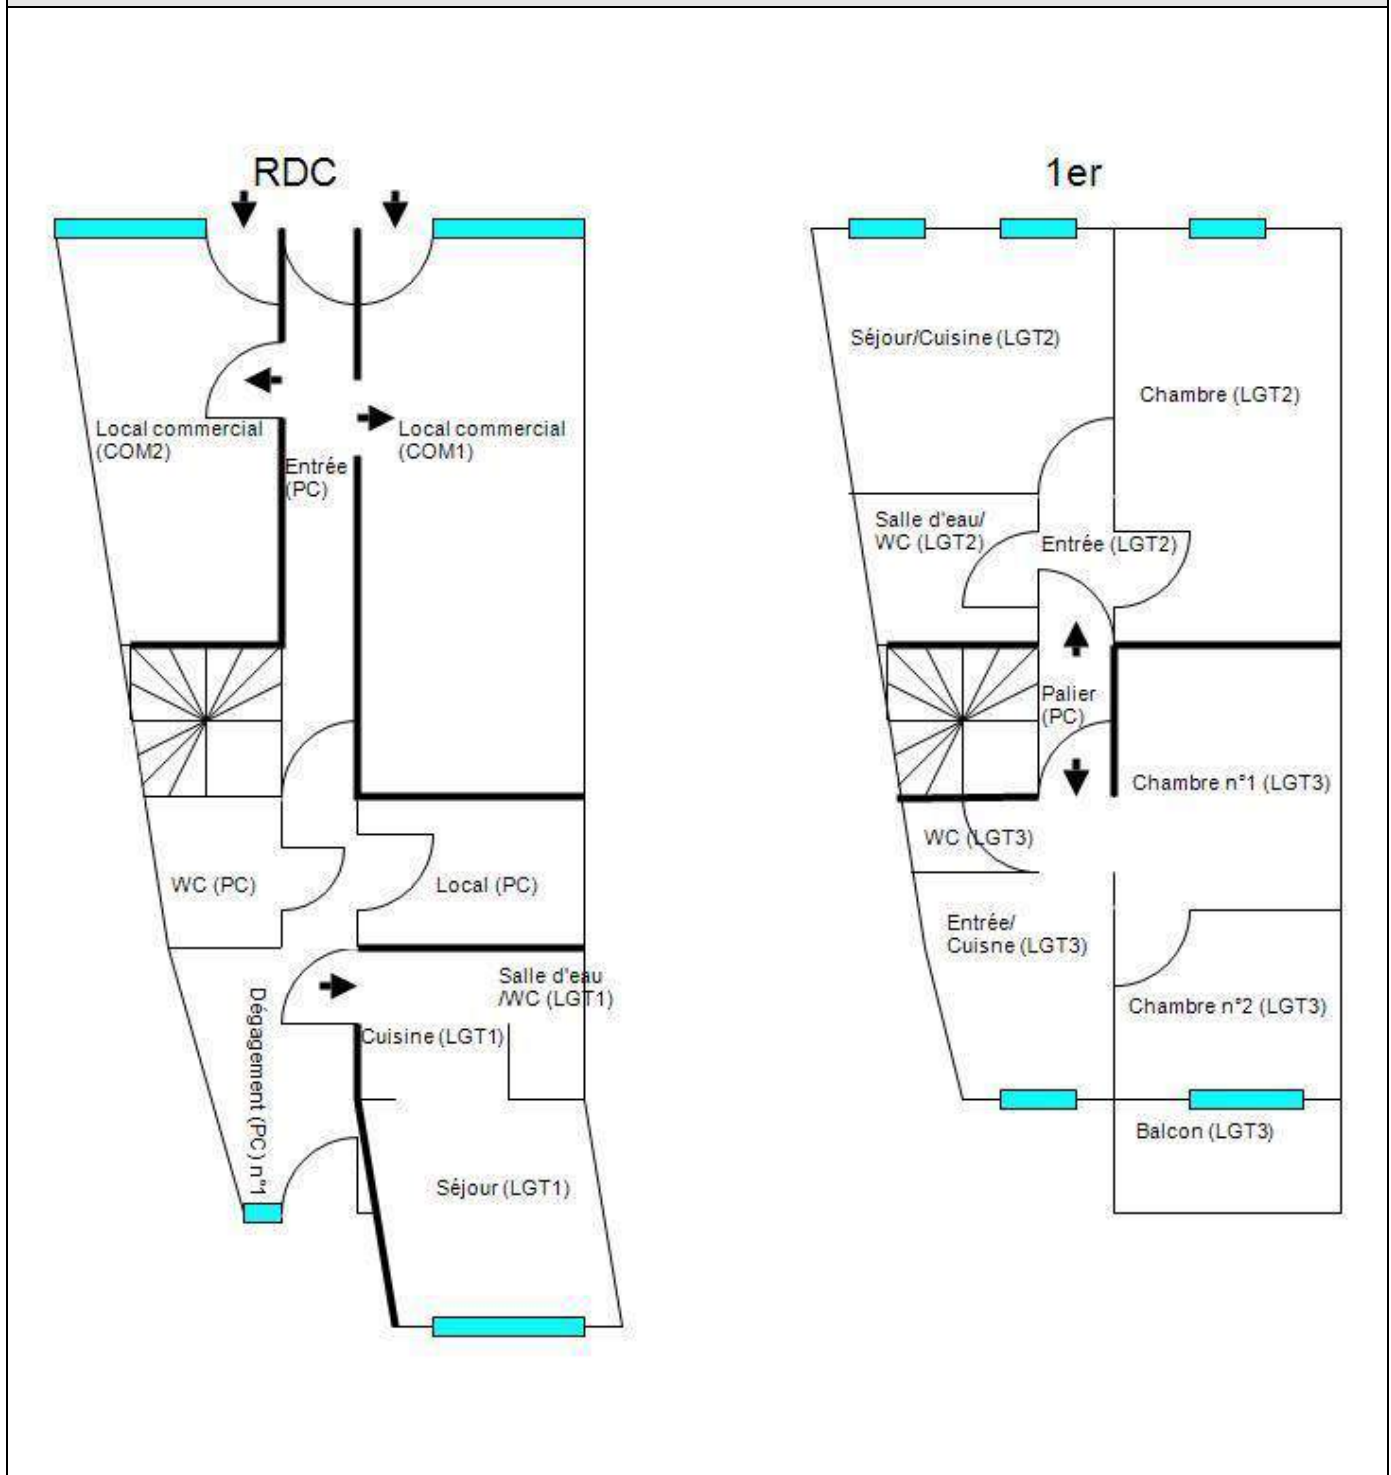 RDC
Local commercial
(COM2)
Entrée
(PC)
Local commercial
(COM1)
WC (PC)
Local (PC)
Salle d'eau
/WC (LGT1)
Cuisine (LGT1)
Dégagement (PC) n°1
Séjour (LGT1)
1er
Séjour/Cuisine (LGT2)
Chambre (LGT2)
Salle d'eau/
WC (LGT2)
Entrée (LGT2)
Palier
(PC)
Chambre n°1 (LGT3)
WC (LGT3)
Entrée/
Cuisne (LGT3)
Chambre n°2 (LGT3)
Balcon (LGT3)